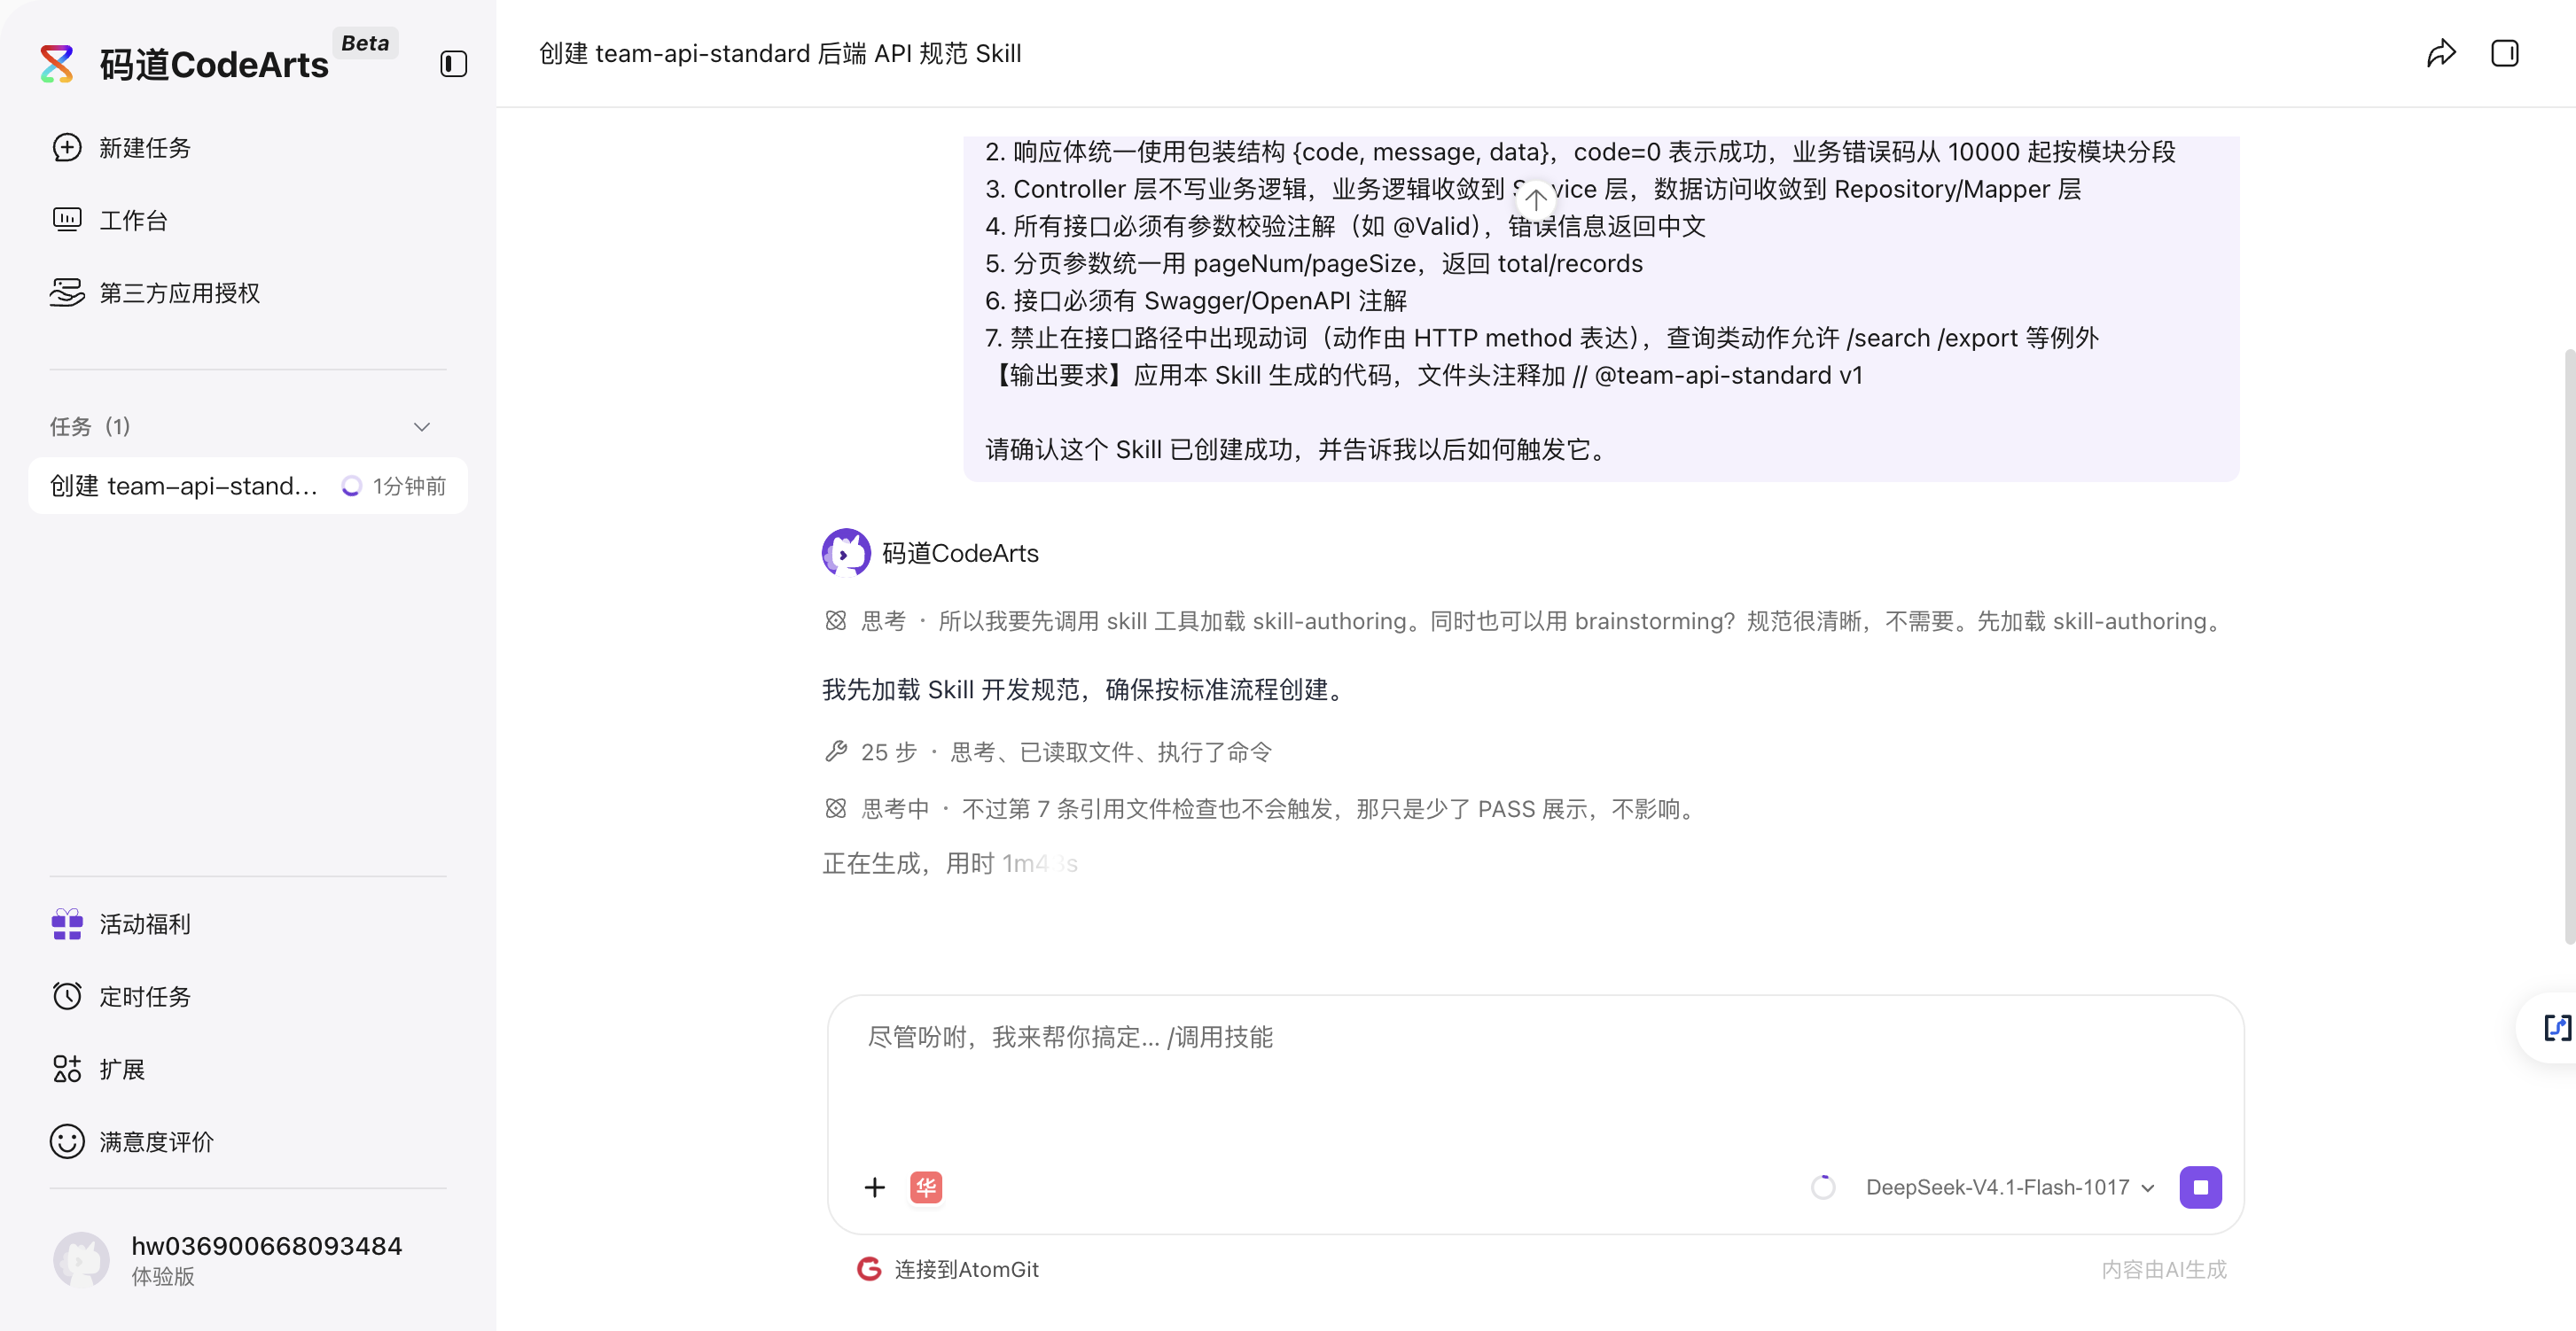 码道CodeArts
Beta
新建任务
工作台
第三方应用授权
任务 (1)
创建 team-api-stand...
1分钟前
活动福利
定时任务
扩展
满意度评价
hw036900668093484
体验版
创建 team-api-standard 后端 API 规范 Skill
2. 响应体统一使用包装结构 {code, message, data}，code=0 表示成功，业务错误码从 10000 起按模块分段
3. Controller 层不写业务逻辑，业务逻辑收敛到 Service 层，数据访问收敛到 Repository/Mapper 层
4. 所有接口必须有参数校验注解（如 @Valid），错误信息返回中文
5. 分页参数统一用 pageNum/pageSize，返回 total/records
6. 接口必须有 Swagger/OpenAPI 注解
7. 禁止在接口路径中出现动词（动作由 HTTP method 表达），查询类动作允许 /search /export 等例外
【输出要求】应用本 Skill 生成的代码，文件头注释加 // @team-api-standard v1
请确认这个 Skill 已创建成功，并告诉我以后如何触发它。
码道CodeArts
思考 · 所以我要先调用 skill 工具加载 skill-authoring。同时也可以用 brainstorming？规范很清晰，不需要。先加载 skill-authoring。
我先加载 Skill 开发规范，确保按标准流程创建。
25 步 · 思考、已读取文件、执行了命令
思考中 · 不过第 7 条引用文件检查也不会触发，那只是少了 PASS 展示，不影响。
正在生成，用时 1m43s
尽管吩咐，我来帮你搞定... /调用技能
华
DeepSeek-V4.1-Flash-1017
连接到AtomGit
内容由AI生成